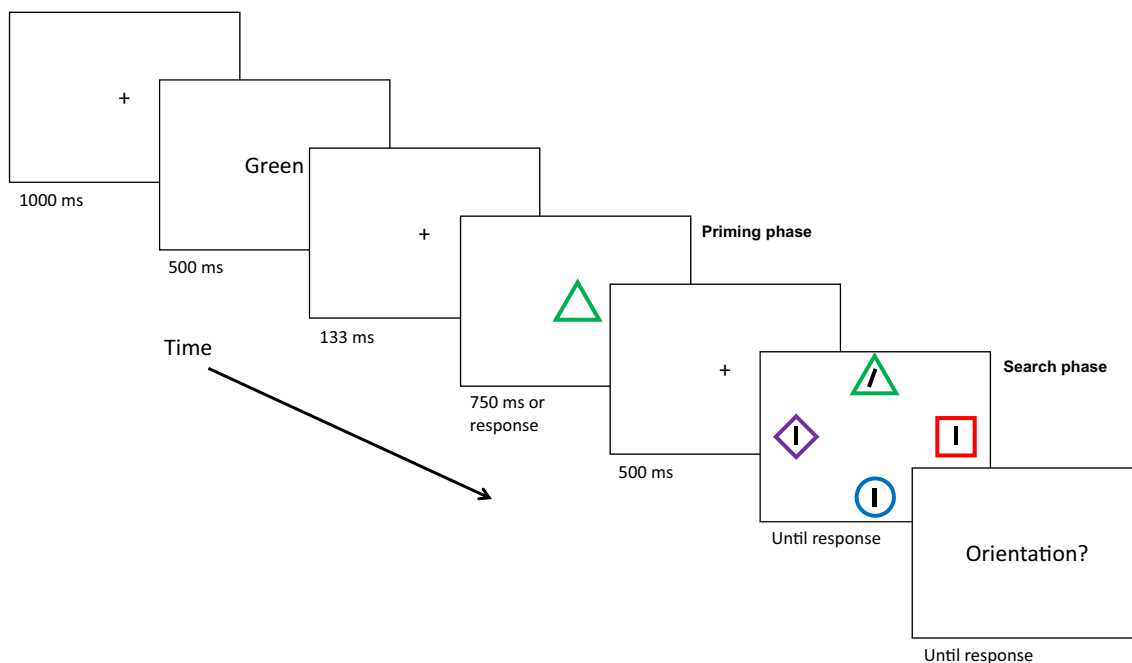 +
1000 ms
Green
500 ms
+
133 ms
Priming phase
750 ms or
response
+
500 ms
Search phase
Until response
Orientation?
Until response
Time